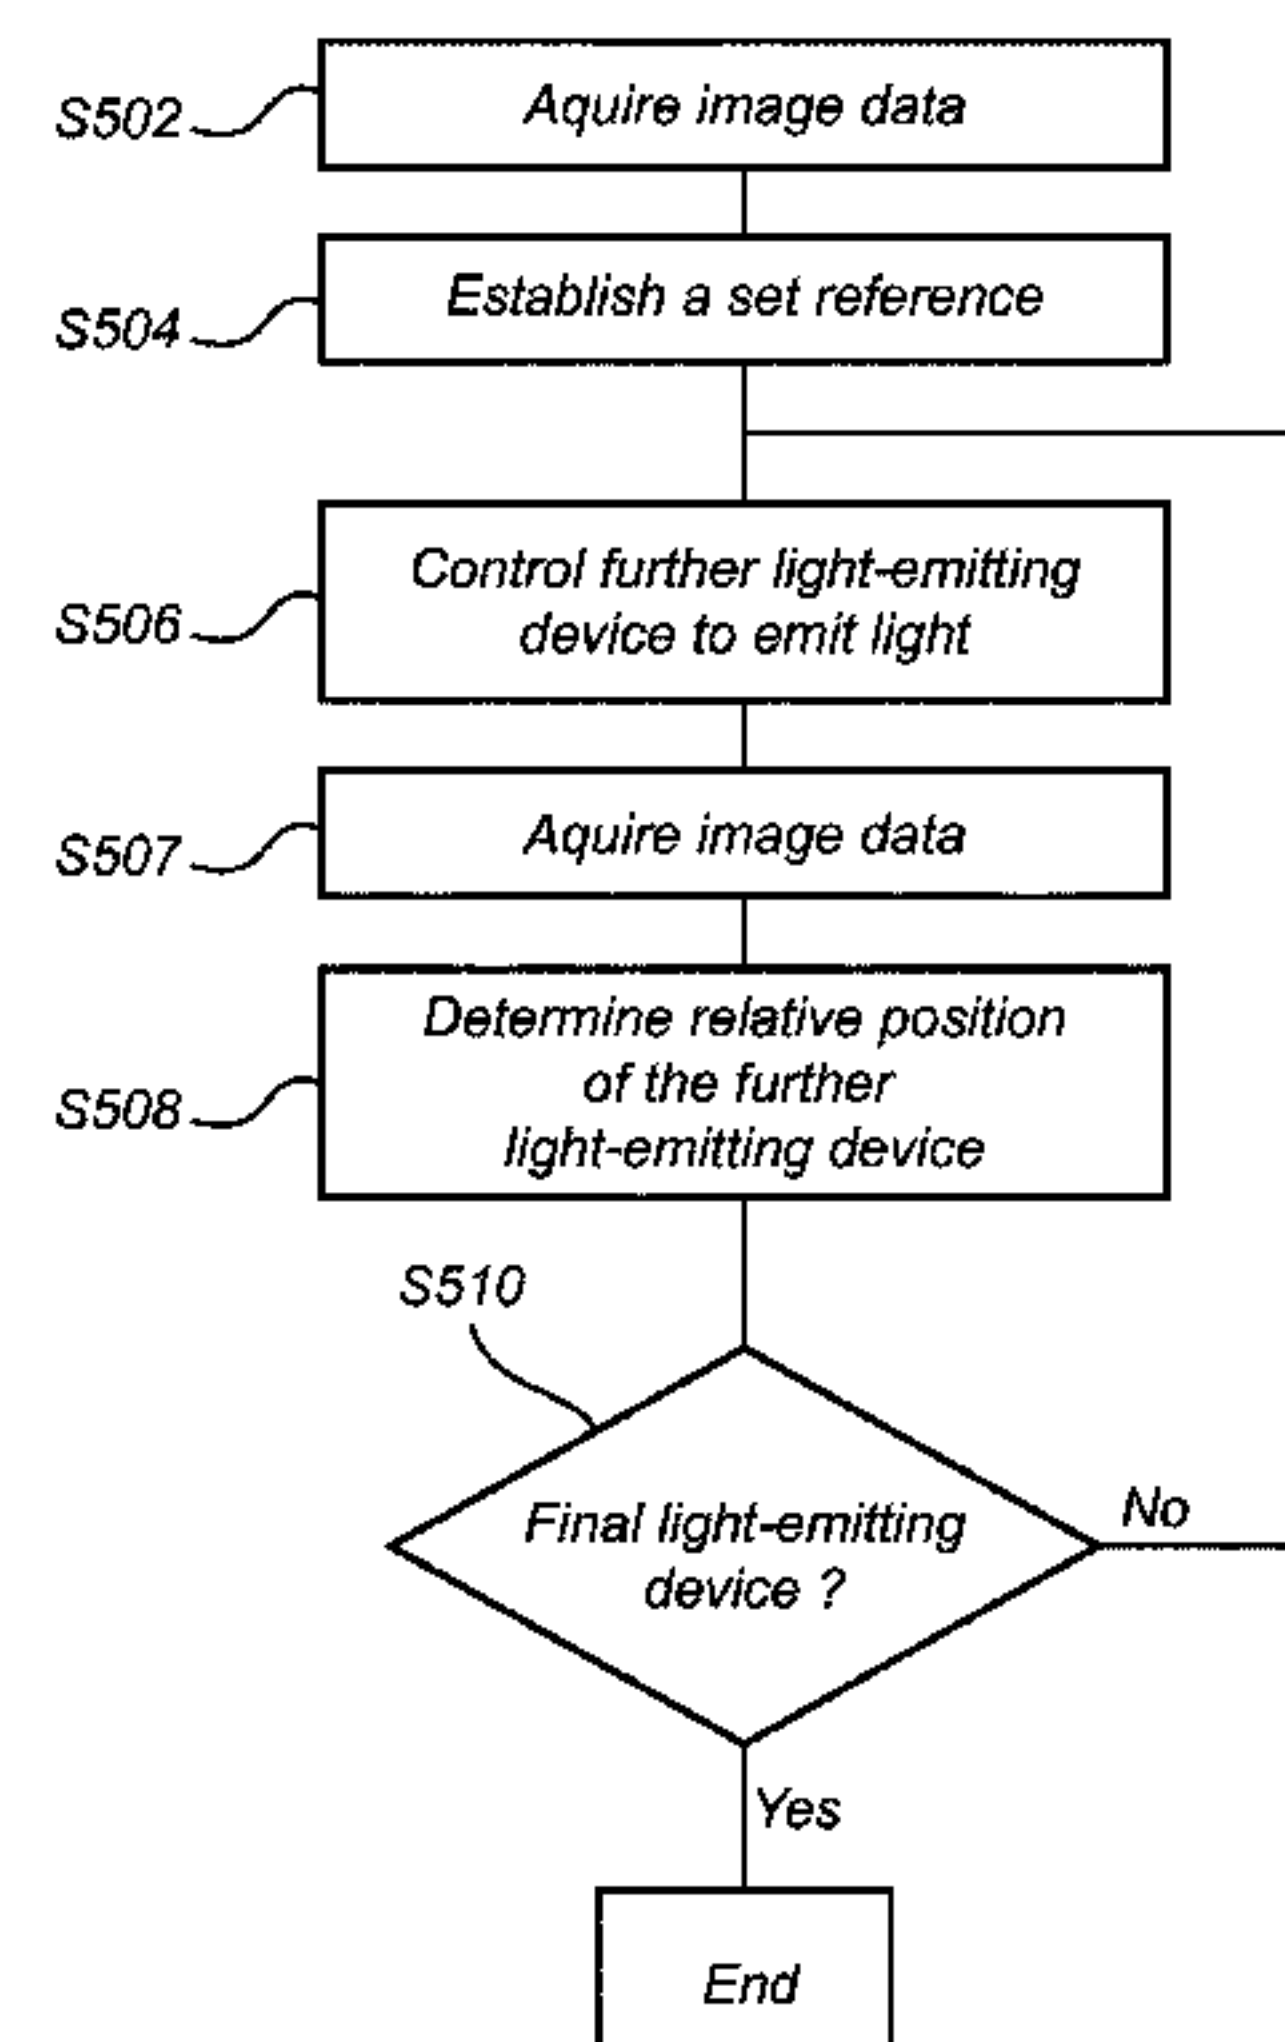 S502
Aquire image data
S504
Establish a set reference
S506
Control further light-emitting
device to emit light
S507
Aquire image data
S508
Determine relative position
of the further
light-emitting device
S510
Final light-emitting
device ?
No
Yes
End